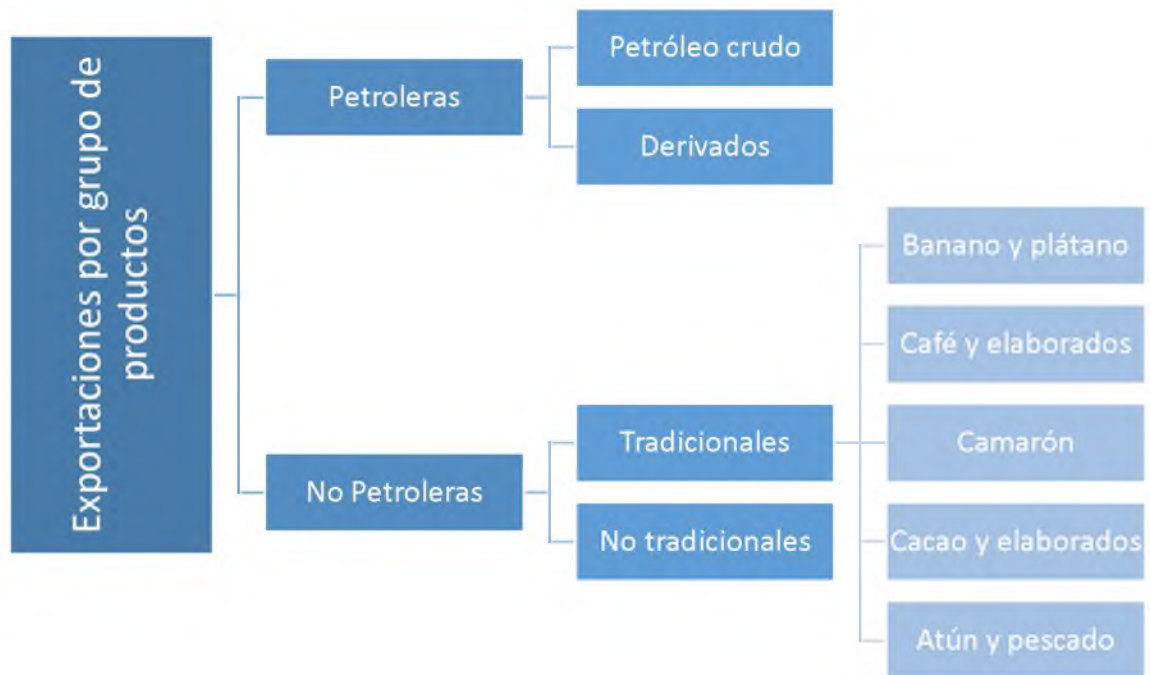 Exportaciones por grupo de
productos
Petroleras
Petróleo crudo
Derivados
No Petroleras
Tradicionales
Banano y plátano
Café y elaborados
Camarón
Cacao y elaborados
Atún y pescado
No tradicionales